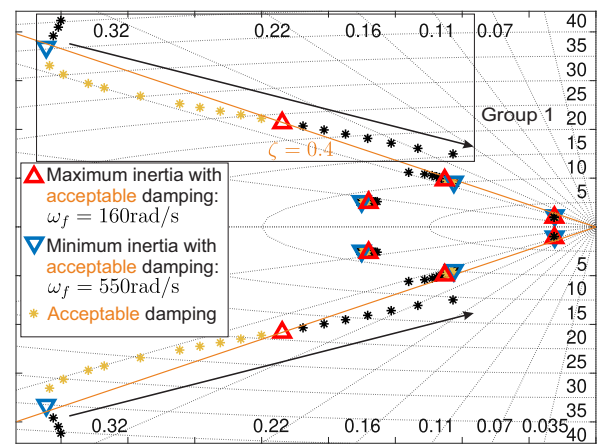 0.32 0.22 0.16 0.11 0.07 40
35
30
25
Group 1
20
ζ = 0.4
15
10
5
Maximum inertia with
acceptable damping:
ω_f = 160rad/s
Minimum inertia with
acceptable damping:
ω_f = 550rad/s
Acceptable damping
5
10
15
20
25
30
35
0.32 0.22 0.16 0.11 0.07 0.035
40